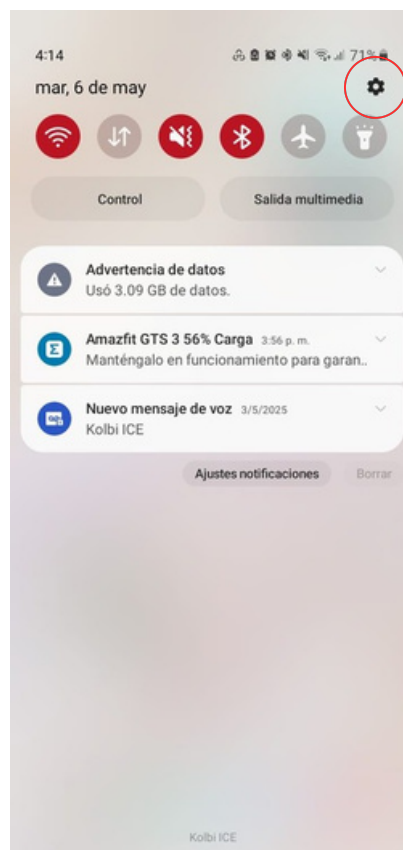 4:14
71%
mar, 6 de may
Control
Salida multimedia
Advertencia de datos
Usó 3.09 GB de datos.
Amazfit GTS 3 56% Carga 3:56 p. m.
Manténgalo en funcionamiento para garan..
Nuevo mensaje de voz 3/5/2025
Kolbi ICE
Ajustes notificaciones
Borrar
Kolbi ICE